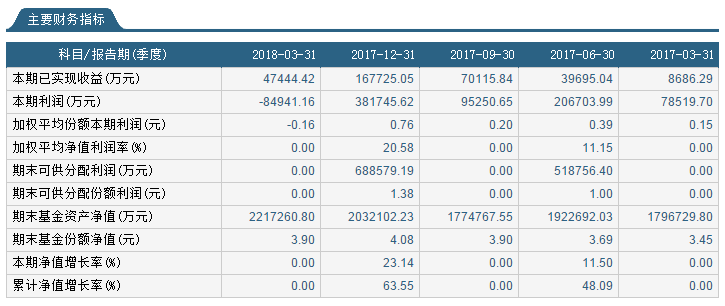 主要财务指标
科目/报告期(季度) 2018-03-31 2017-12-31 2017-09-30 2017-06-30 2017-03-31
本期已实现收益(万元) 47444.42 167725.05 70115.84 39695.04 8686.29
本期利润(万元) -84941.16 381745.62 95250.65 206703.99 78519.70
加权平均份额本期利润(元) -0.16 0.76 0.20 0.39 0.15
加权平均净值利润率(%) 0.00 20.58 0.00 11.15 0.00
期末可供分配利润(万元) 0.00 688579.19 0.00 518756.40 0.00
期末可供分配份额利润(元) 0.00 1.38 0.00 1.00 0.00
期末基金资产净值(万元) 2217260.80 2032102.23 1774767.55 1922692.03 1796729.80
期末基金份额净值(元) 3.90 4.08 3.90 3.69 3.45
本期净值增长率(%) 0.00 23.14 0.00 11.50 0.00
累计净值增长率(%) 0.00 63.55 0.00 48.09 0.00